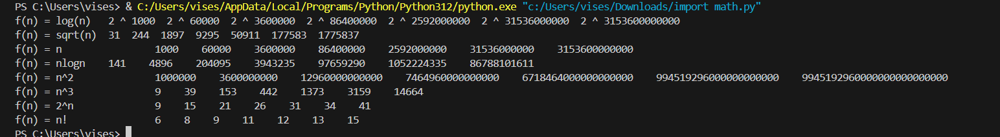 PS C:\Users\vises> & C:/Users/vises/AppData/Local/Programs/Python/Python312/python.exe "c:/Users/vises/Downloads/import math.py"
f(n) = log(n) 2 ^ 1000 2 ^ 60000 2 ^ 3600000 2 ^ 86400000 2 ^ 2592000000 2 ^ 31536000000 2 ^ 3153600000000
f(n) = sqrt(n) 31 244 1897 9295 50911 177583 1775837
f(n) = n 1000 60000 3600000 86400000 2592000000 31536000000 3153600000000
f(n) = nlogn 141 4896 204095 3943235 97659290 1052224335 86788101611
f(n) = n^2 1000000 3600000000 12960000000000 7464960000000000 6718464000000000000 994519296000000000000 9945192960000000000000000
f(n) = n^3 9 39 153 442 1373 3159 14664
f(n) = 2^n 9 15 21 26 31 34 41
f(n) = n! 6 8 9 11 12 13 15
PS C:\Users\vises>